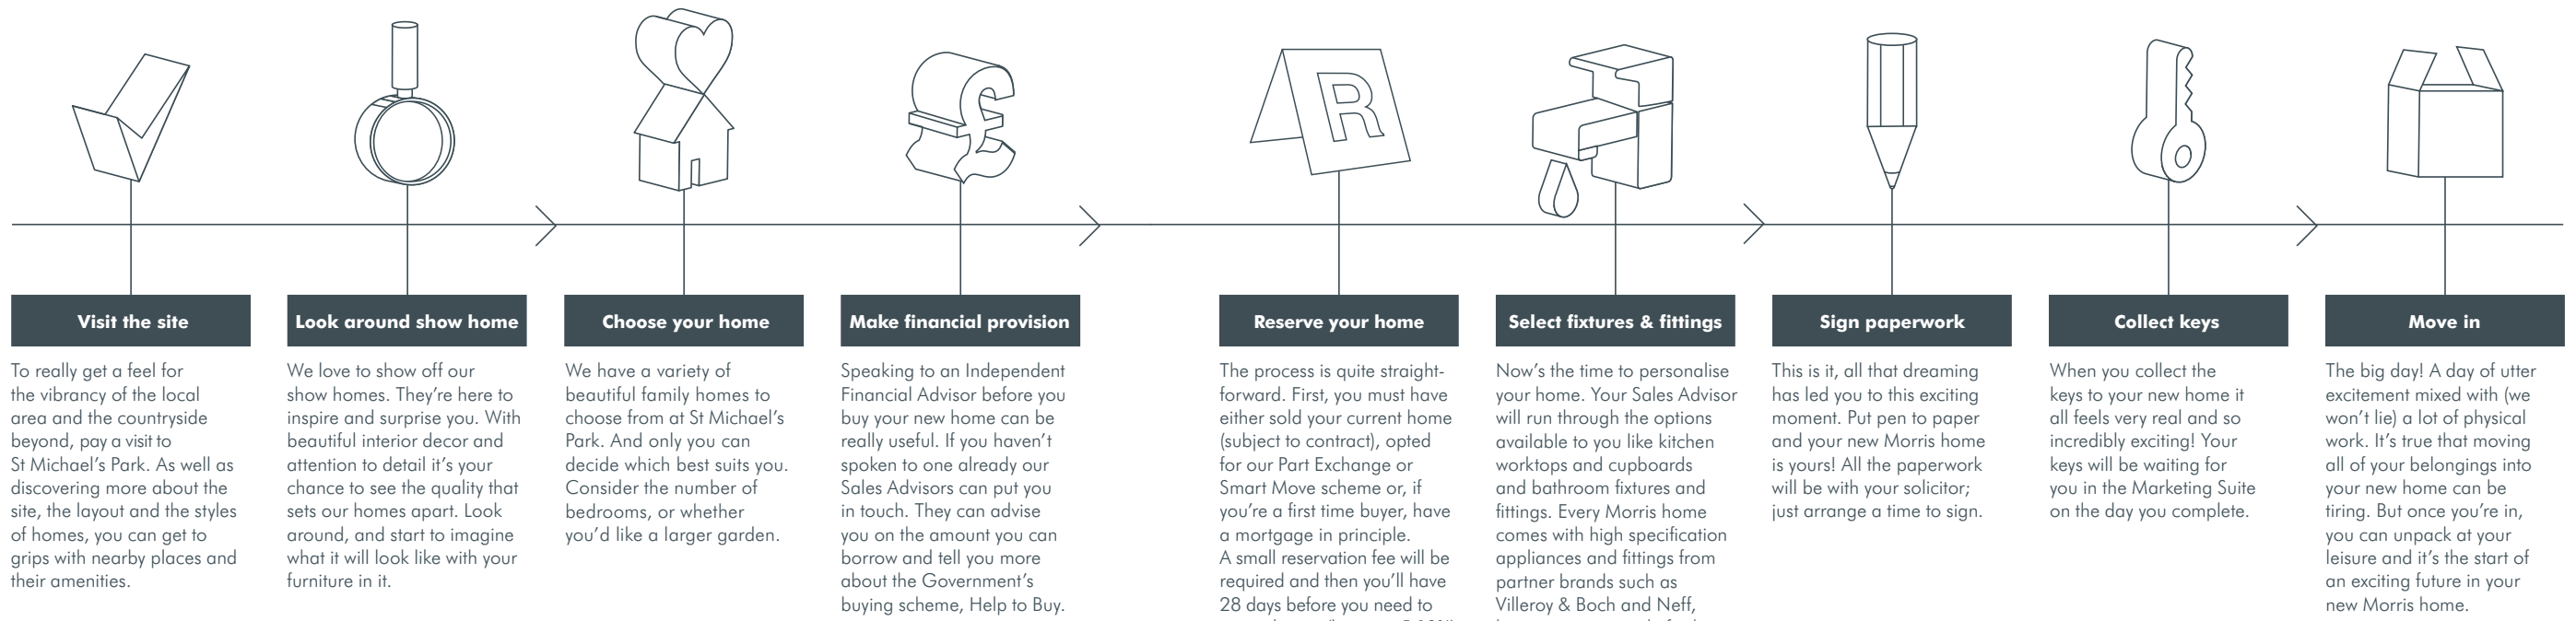 R
Visit the site
To really get a feel for
the vibrancy of the local
area and the countryside
beyond, pay a visit to
St Michael's Park. As well as
discovering more about the
site, the layout and the styles
of homes, you can get to
grips with nearby places and
their amenities.
Look around show home
We love to show off our
show homes. They're here to
inspire and surprise you. With
beautiful interior decor and
attention to detail it's your
chance to see the quality that
sets our homes apart. Look
around, and start to imagine
what it will look like with your
furniture in it.
Choose your home
We have a variety of
beautiful family homes to
choose from at St Michael's
Park. And only you can
decide which best suits you.
Consider the number of
bedrooms, or whether
you'd like a larger garden.
Make financial provision
Speaking to an Independent
Financial Advisor before you
buy your new home can be
really useful. If you haven't
spoken to one already our
Sales Advisors can put you
in touch. They can advise
you on the amount you can
borrow and tell you more
about the Government's
buying scheme, Help to Buy.
Reserve your home
The process is quite straight-
forward. First, you must have
either sold your current home
(subject to contract), opted
for our Part Exchange or
Smart Move scheme or, if
you're a first time buyer, have
a mortgage in principle.
A small reservation fee will be
required and then you'll have
28 days before you need to
Select fixtures & fittings
Now's the time to personalise
your home. Your Sales Advisor
will run through the options
available to you like kitchen
worktops and cupboards
and bathroom fixtures and
fittings. Every Morris home
comes with high specification
appliances and fittings from
partner brands such as
Villeroy & Boch and Neff,
Sign paperwork
This is it, all that dreaming
has led you to this exciting
moment. Put pen to paper
and your new Morris home
is yours! All the paperwork
will be with your solicitor;
just arrange a time to sign.
Collect keys
When you collect the
keys to your new home it
all feels very real and so
incredibly exciting! Your
keys will be waiting for
you in the Marketing Suite
on the day you complete.
Move in
The big day! A day of utter
excitement mixed with (we
won't lie) a lot of physical
work. It's true that moving
all of your belongings into
your new home can be
tiring. But once you're in,
you can unpack at your
leisure and it's the start of
an exciting future in your
new Morris home.